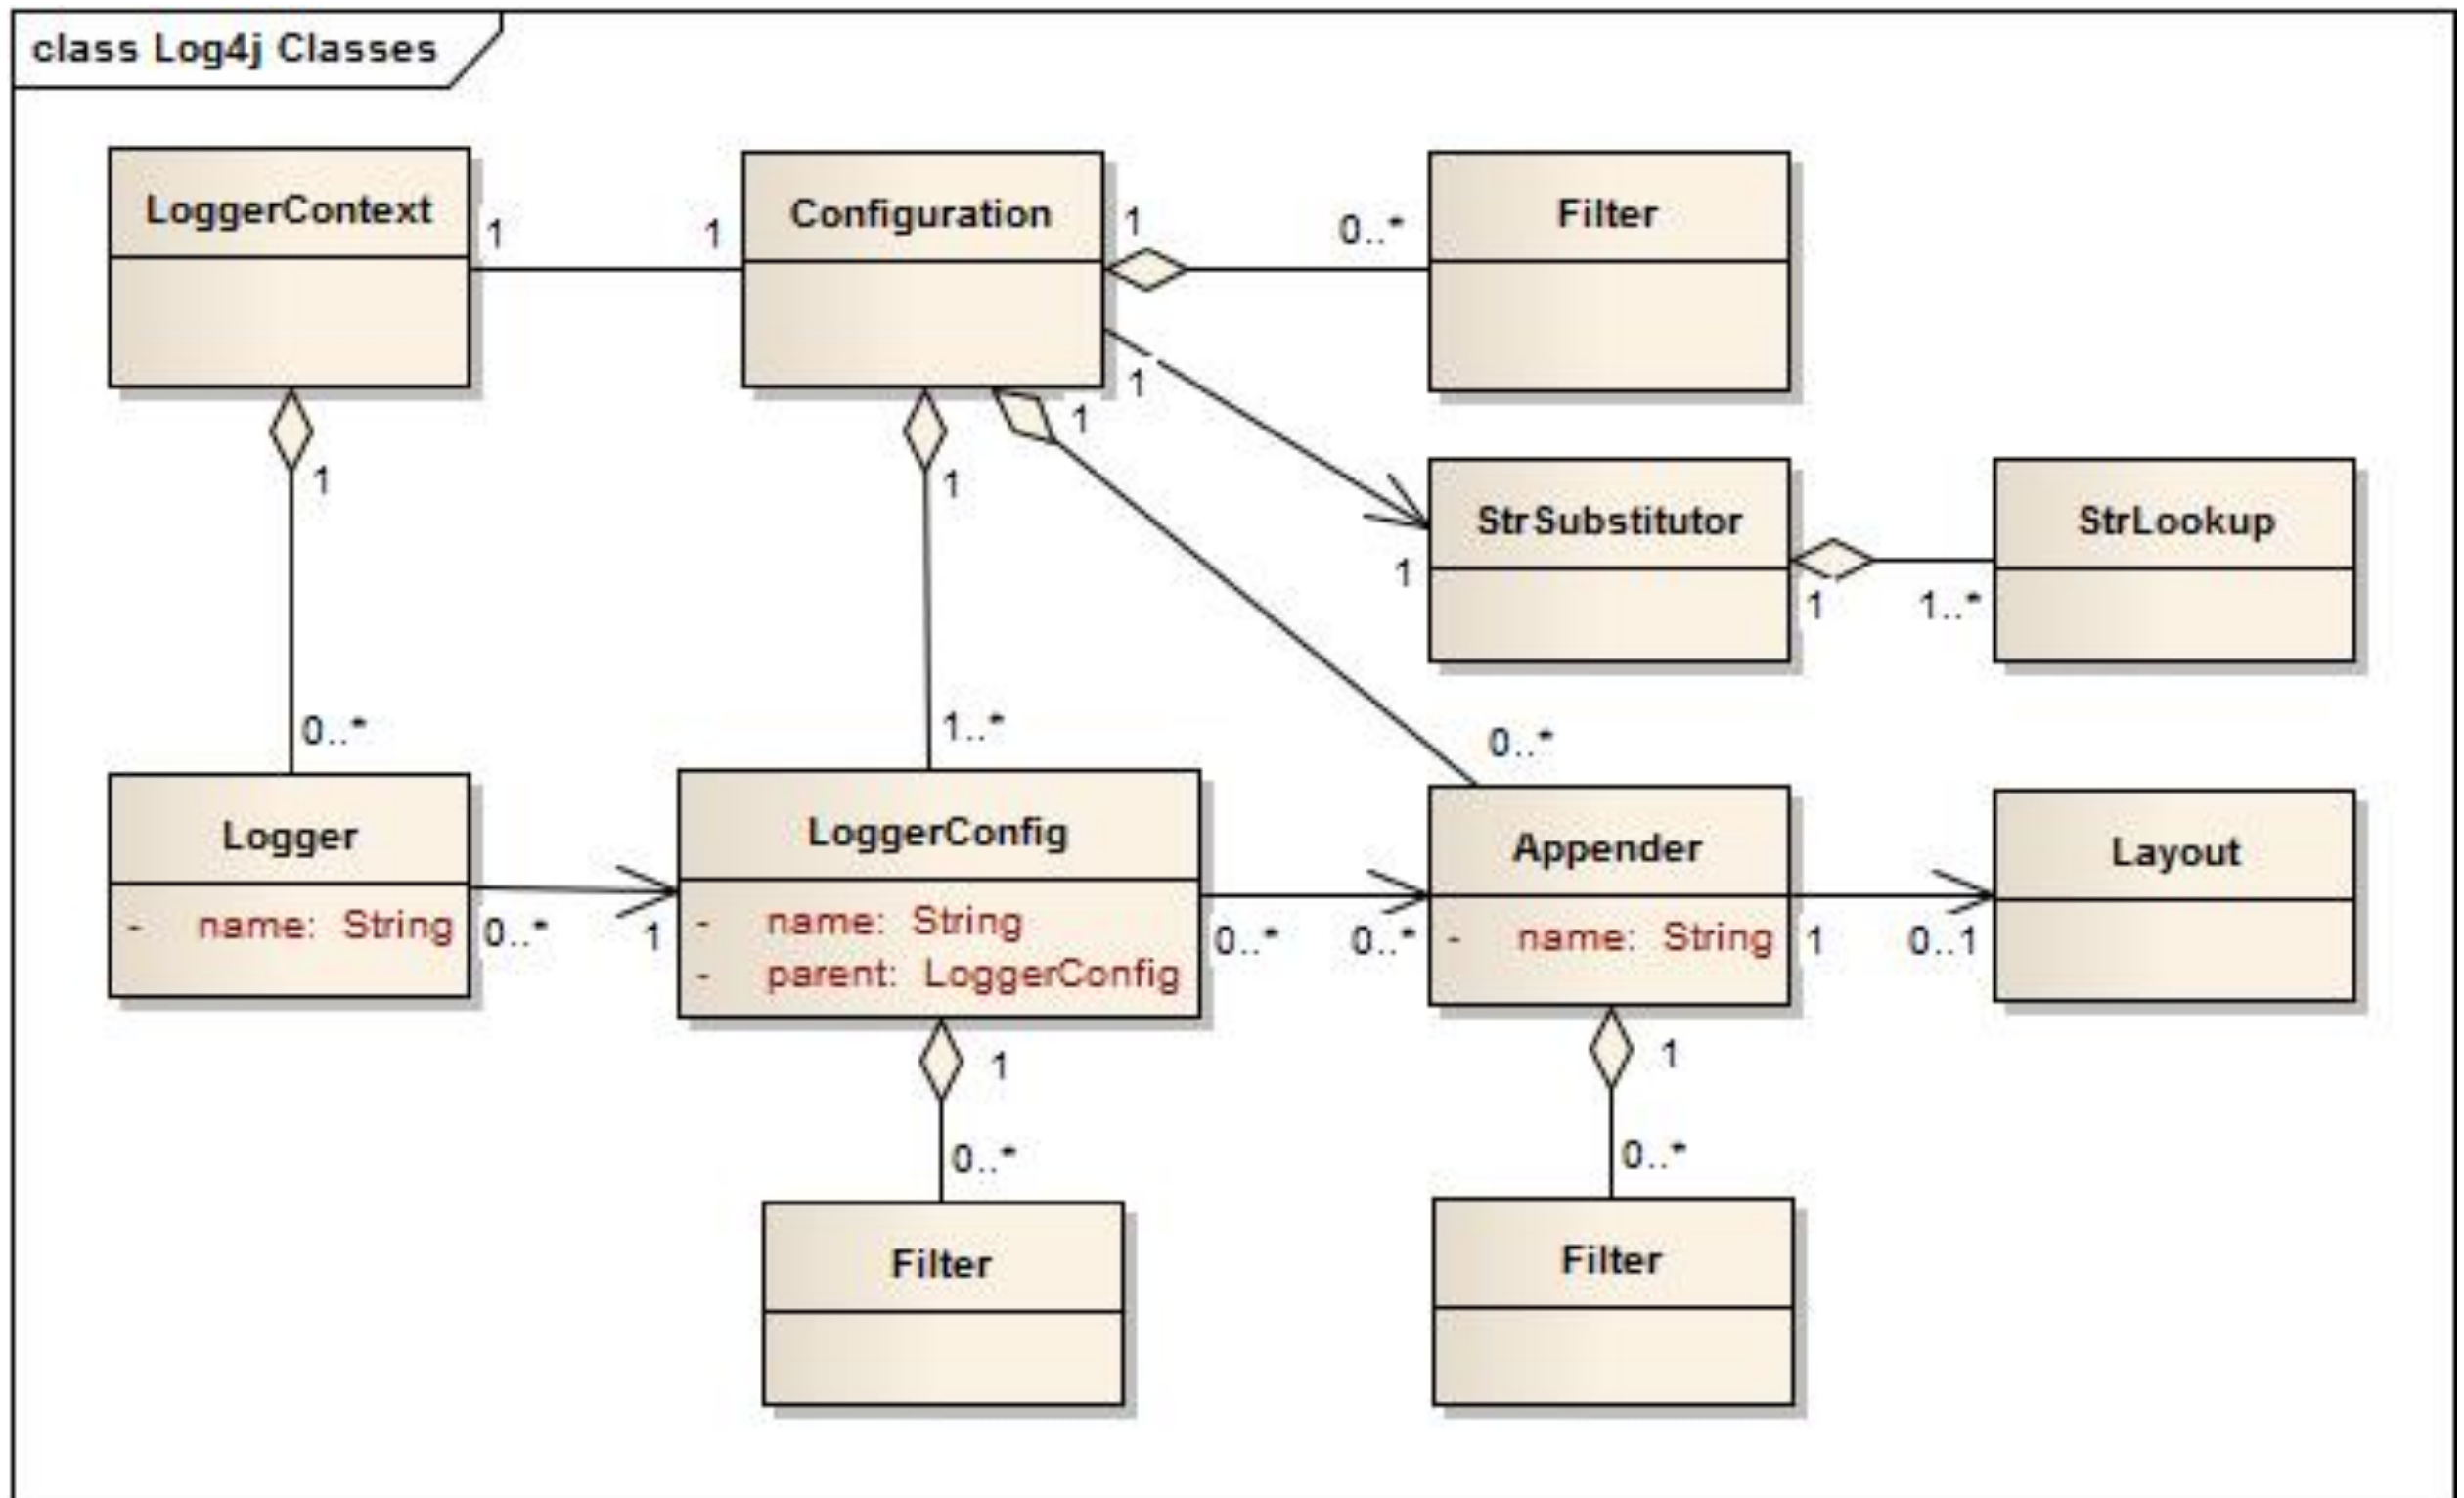 class Log4j Classes
LoggerContext
Configuration
Filter
1
1
1
0..*
1
1
1
1
StrSubstitutor
StrLookup
1
1
1..*
0..*
1..*
0..*
Logger
LoggerConfig
Appender
Layout
- name: String
0..*
1
- name: String
- parent: LoggerConfig
0..*
0..*
- name: String
1
0..1
1
1
0..*
0..*
Filter
Filter